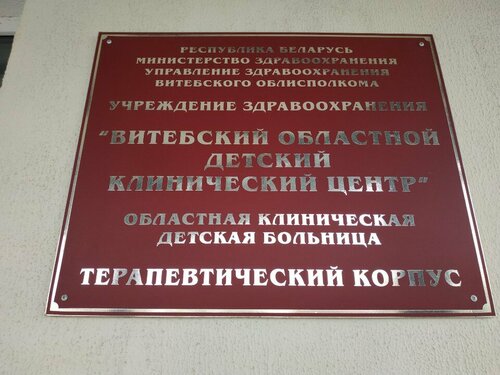 РЕСПУБЛИКА БЕЛАРУСЬ
МИНИСТЕРСТВО ЗДРАВООХРАНЕНИЯ
УПРАВЛЕНИЕ ЗДРАВООХРАНЕНИЯ
ВИТЕБСКОГО ОБЛИСПОЛКОМА
УЧРЕЖДЕНИЕ ЗДРАВООХРАНЕНИЯ
"ВИТЕБСКИЙ ОБЛАСТНОЙ
ДЕТСКИЙ
КЛИНИЧЕСКИЙ ЦЕНТР"
ОБЛАСТНАЯ КЛИНИЧЕСКАЯ
ДЕТСКАЯ БОЛЬНИЦА
ТЕРАПЕВТИЧЕСКИЙ КОРПУС